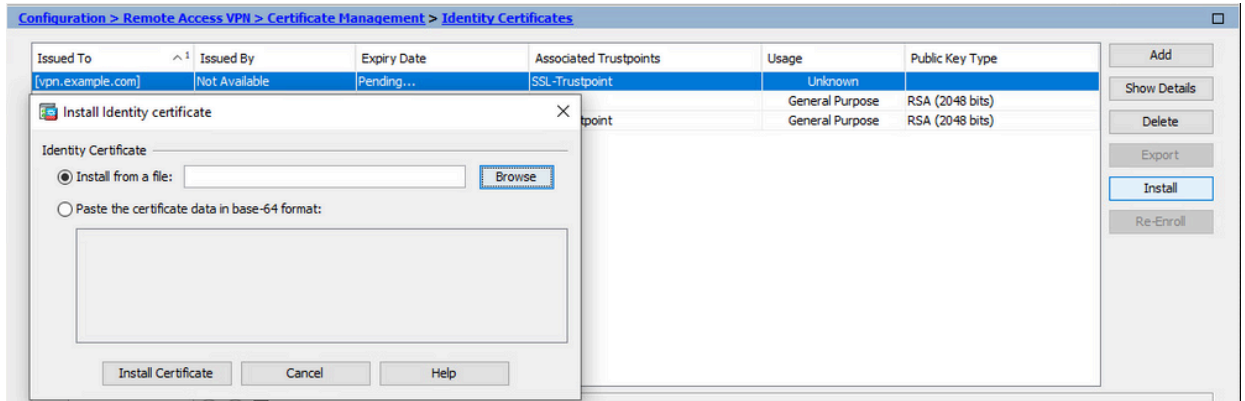 Configuration > Remote Access VPN > Certificate Management > Identity Certificates
Issued To 1 Issued By Expiry Date Associated Trustpoints Usage Public Key Type
[vpn.example.com] Not Available Pending... SSL-Trustpoint Unknown
General Purpose RSA (2048 bits)
tpoint General Purpose RSA (2048 bits)
Add
Show Details
Delete
Export
Install
Re-Enroll
Install Identity certificate
Identity Certificate
Install from a file: Browse
Paste the certificate data in base-64 format:
Install Certificate Cancel Help